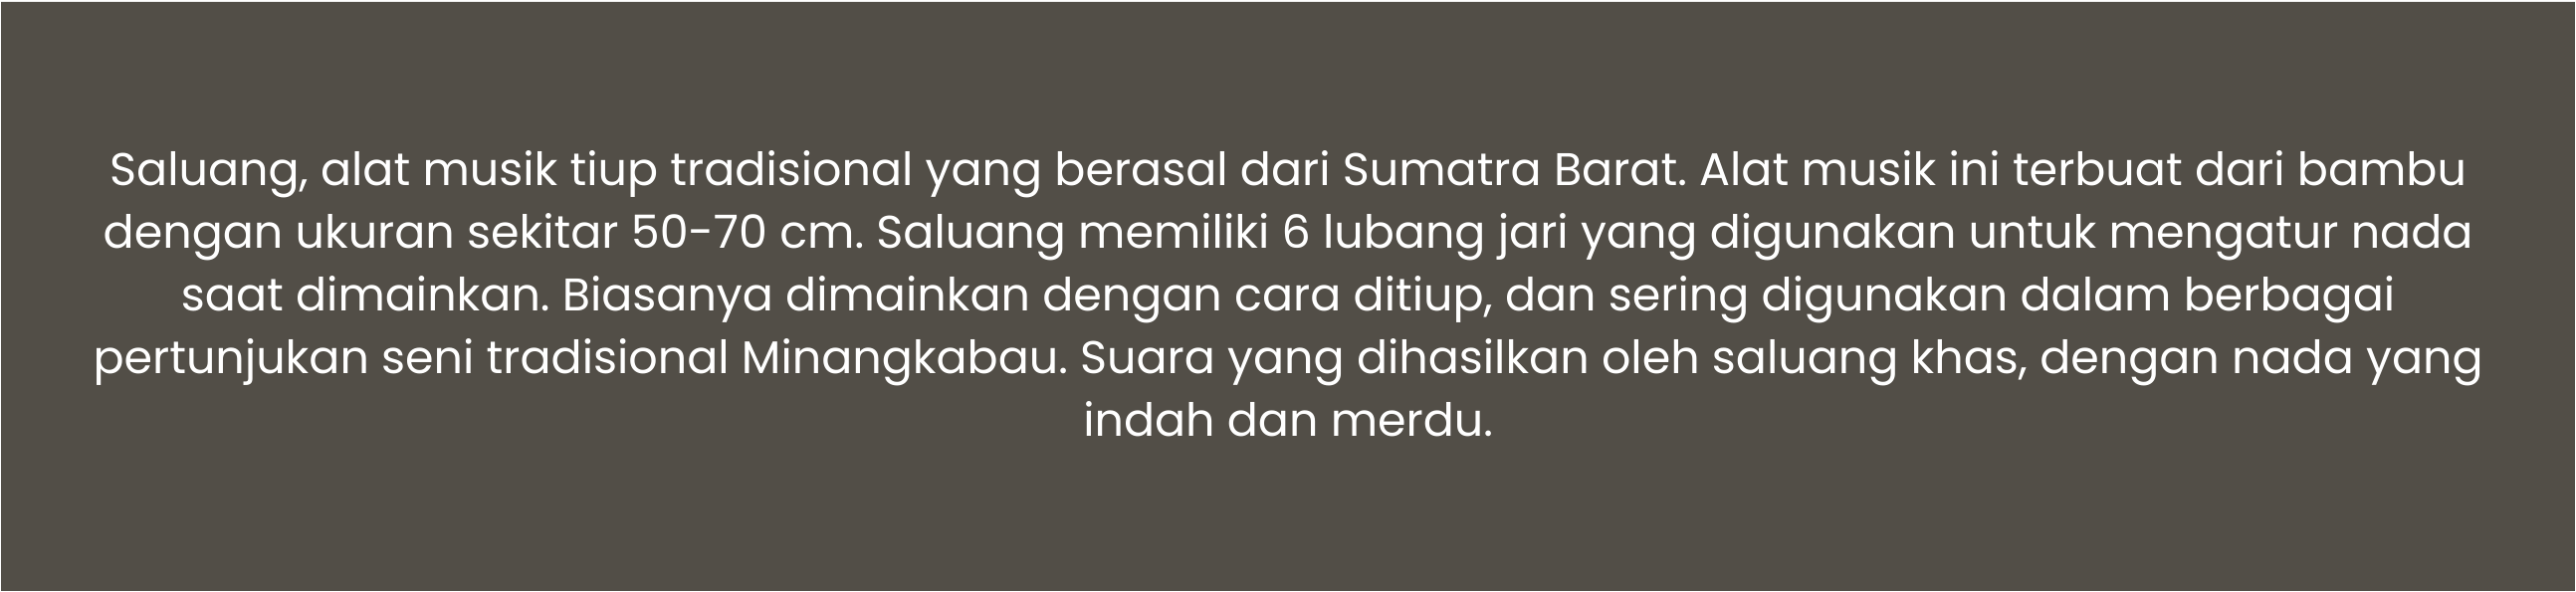 Saluang, alat musik tiup tradisional yang berasal dari Sumatra Barat. Alat musik ini terbuat dari bambu
dengan ukuran sekitar 50-70 cm. Saluang memiliki 6 lubang jari yang digunakan untuk mengatur nada
saat dimainkan. Biasanya dimainkan dengan cara ditiup, dan sering digunakan dalam berbagai
pertunjukan seni tradisional Minangkabau. Suara yang dihasilkan oleh saluang khas, dengan nada yang
indah dan merdu.